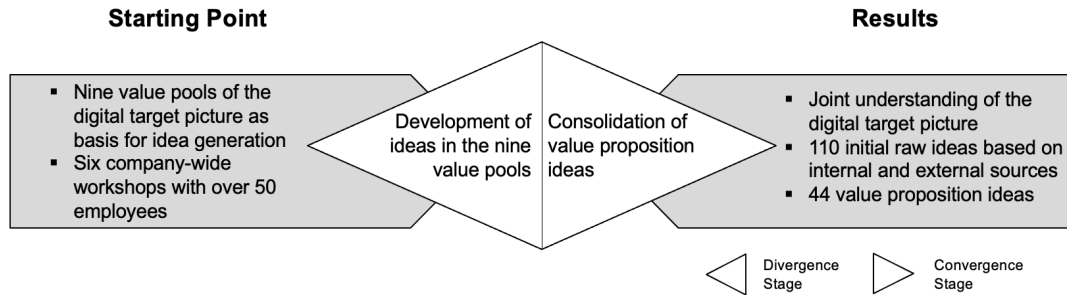 Starting Point
Results
▪ Nine value pools of the
digital target picture as
basis for idea generation
▪ Six company-wide
workshops with over 50
employees
Development of
ideas in the nine
value pools
Consolidation of
value proposition
ideas
▪ Joint understanding of the
digital target picture
▪ 110 initial raw ideas based on
internal and external sources
▪ 44 value proposition ideas
Divergence
Stage
Convergence
Stage